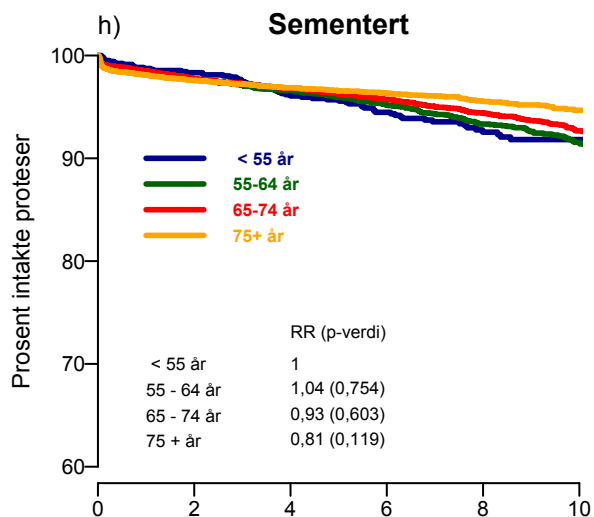 h) Sementert
Prosent intakte proteser
100
90
80
70
60
< 55 år
55-64 år
65-74 år
75+ år
RR (p-verdi)
< 55 år 1
55 - 64 år 1,04 (0,754)
65 - 74 år 0,93 (0,603)
75 + år 0,81 (0,119)
0 2 4 6 8 10